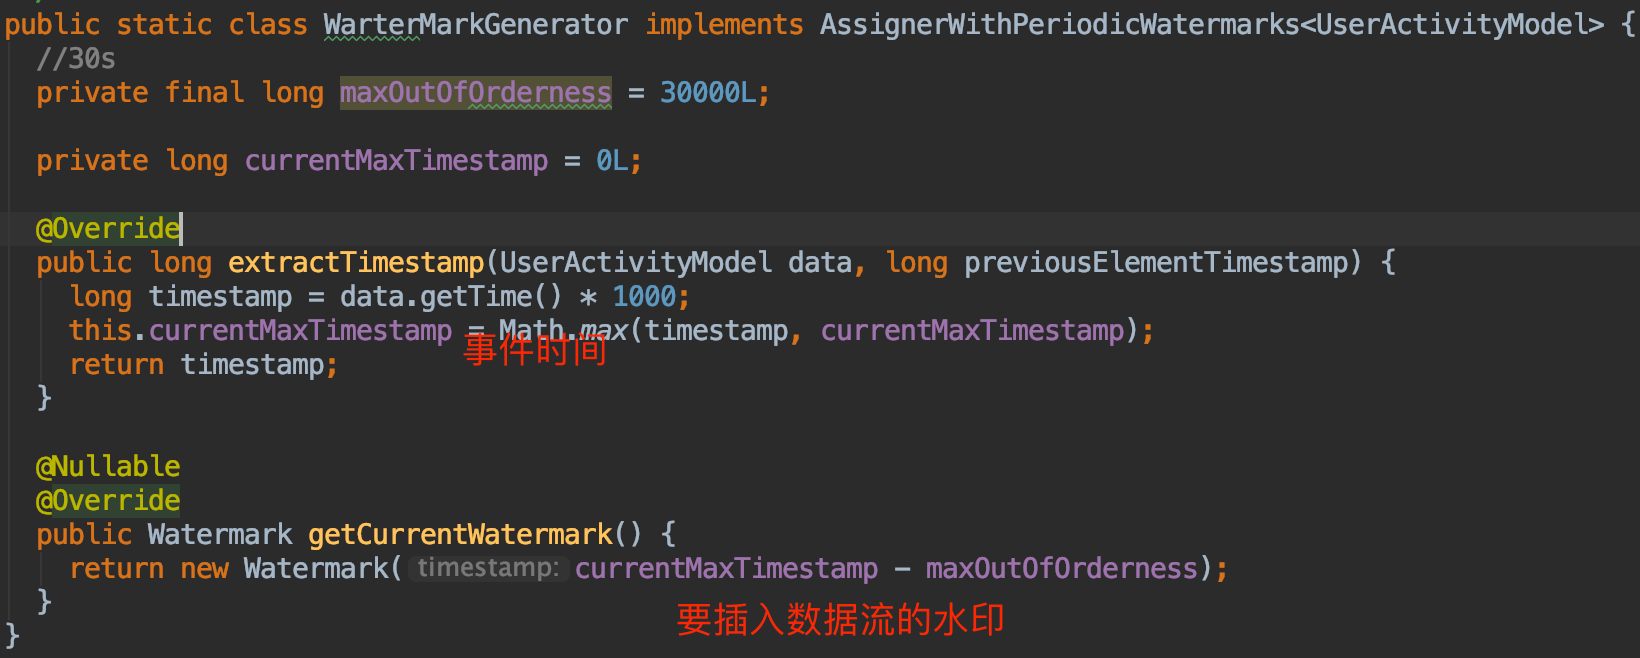 public static class WarterMarkGenerator implements AssignerWithPeriodicWatermarks<UserActivityModel> {
//30s
private final long maxOutOfOrderness = 30000L;
private long currentMaxTimestamp = 0L;
@Override
public long extractTimestamp(UserActivityModel data, long previousElementTimestamp) {
long timestamp = data.getTime() * 1000;
this.currentMaxTimestamp = Math.max(timestamp, currentMaxTimestamp);
事件时间
return timestamp;
}
@Nullable
@Override
public Watermark getCurrentWatermark() {
return new Watermark( timestamp: currentMaxTimestamp - maxOutOfOrderness);
}
要插入数据流的水印
}